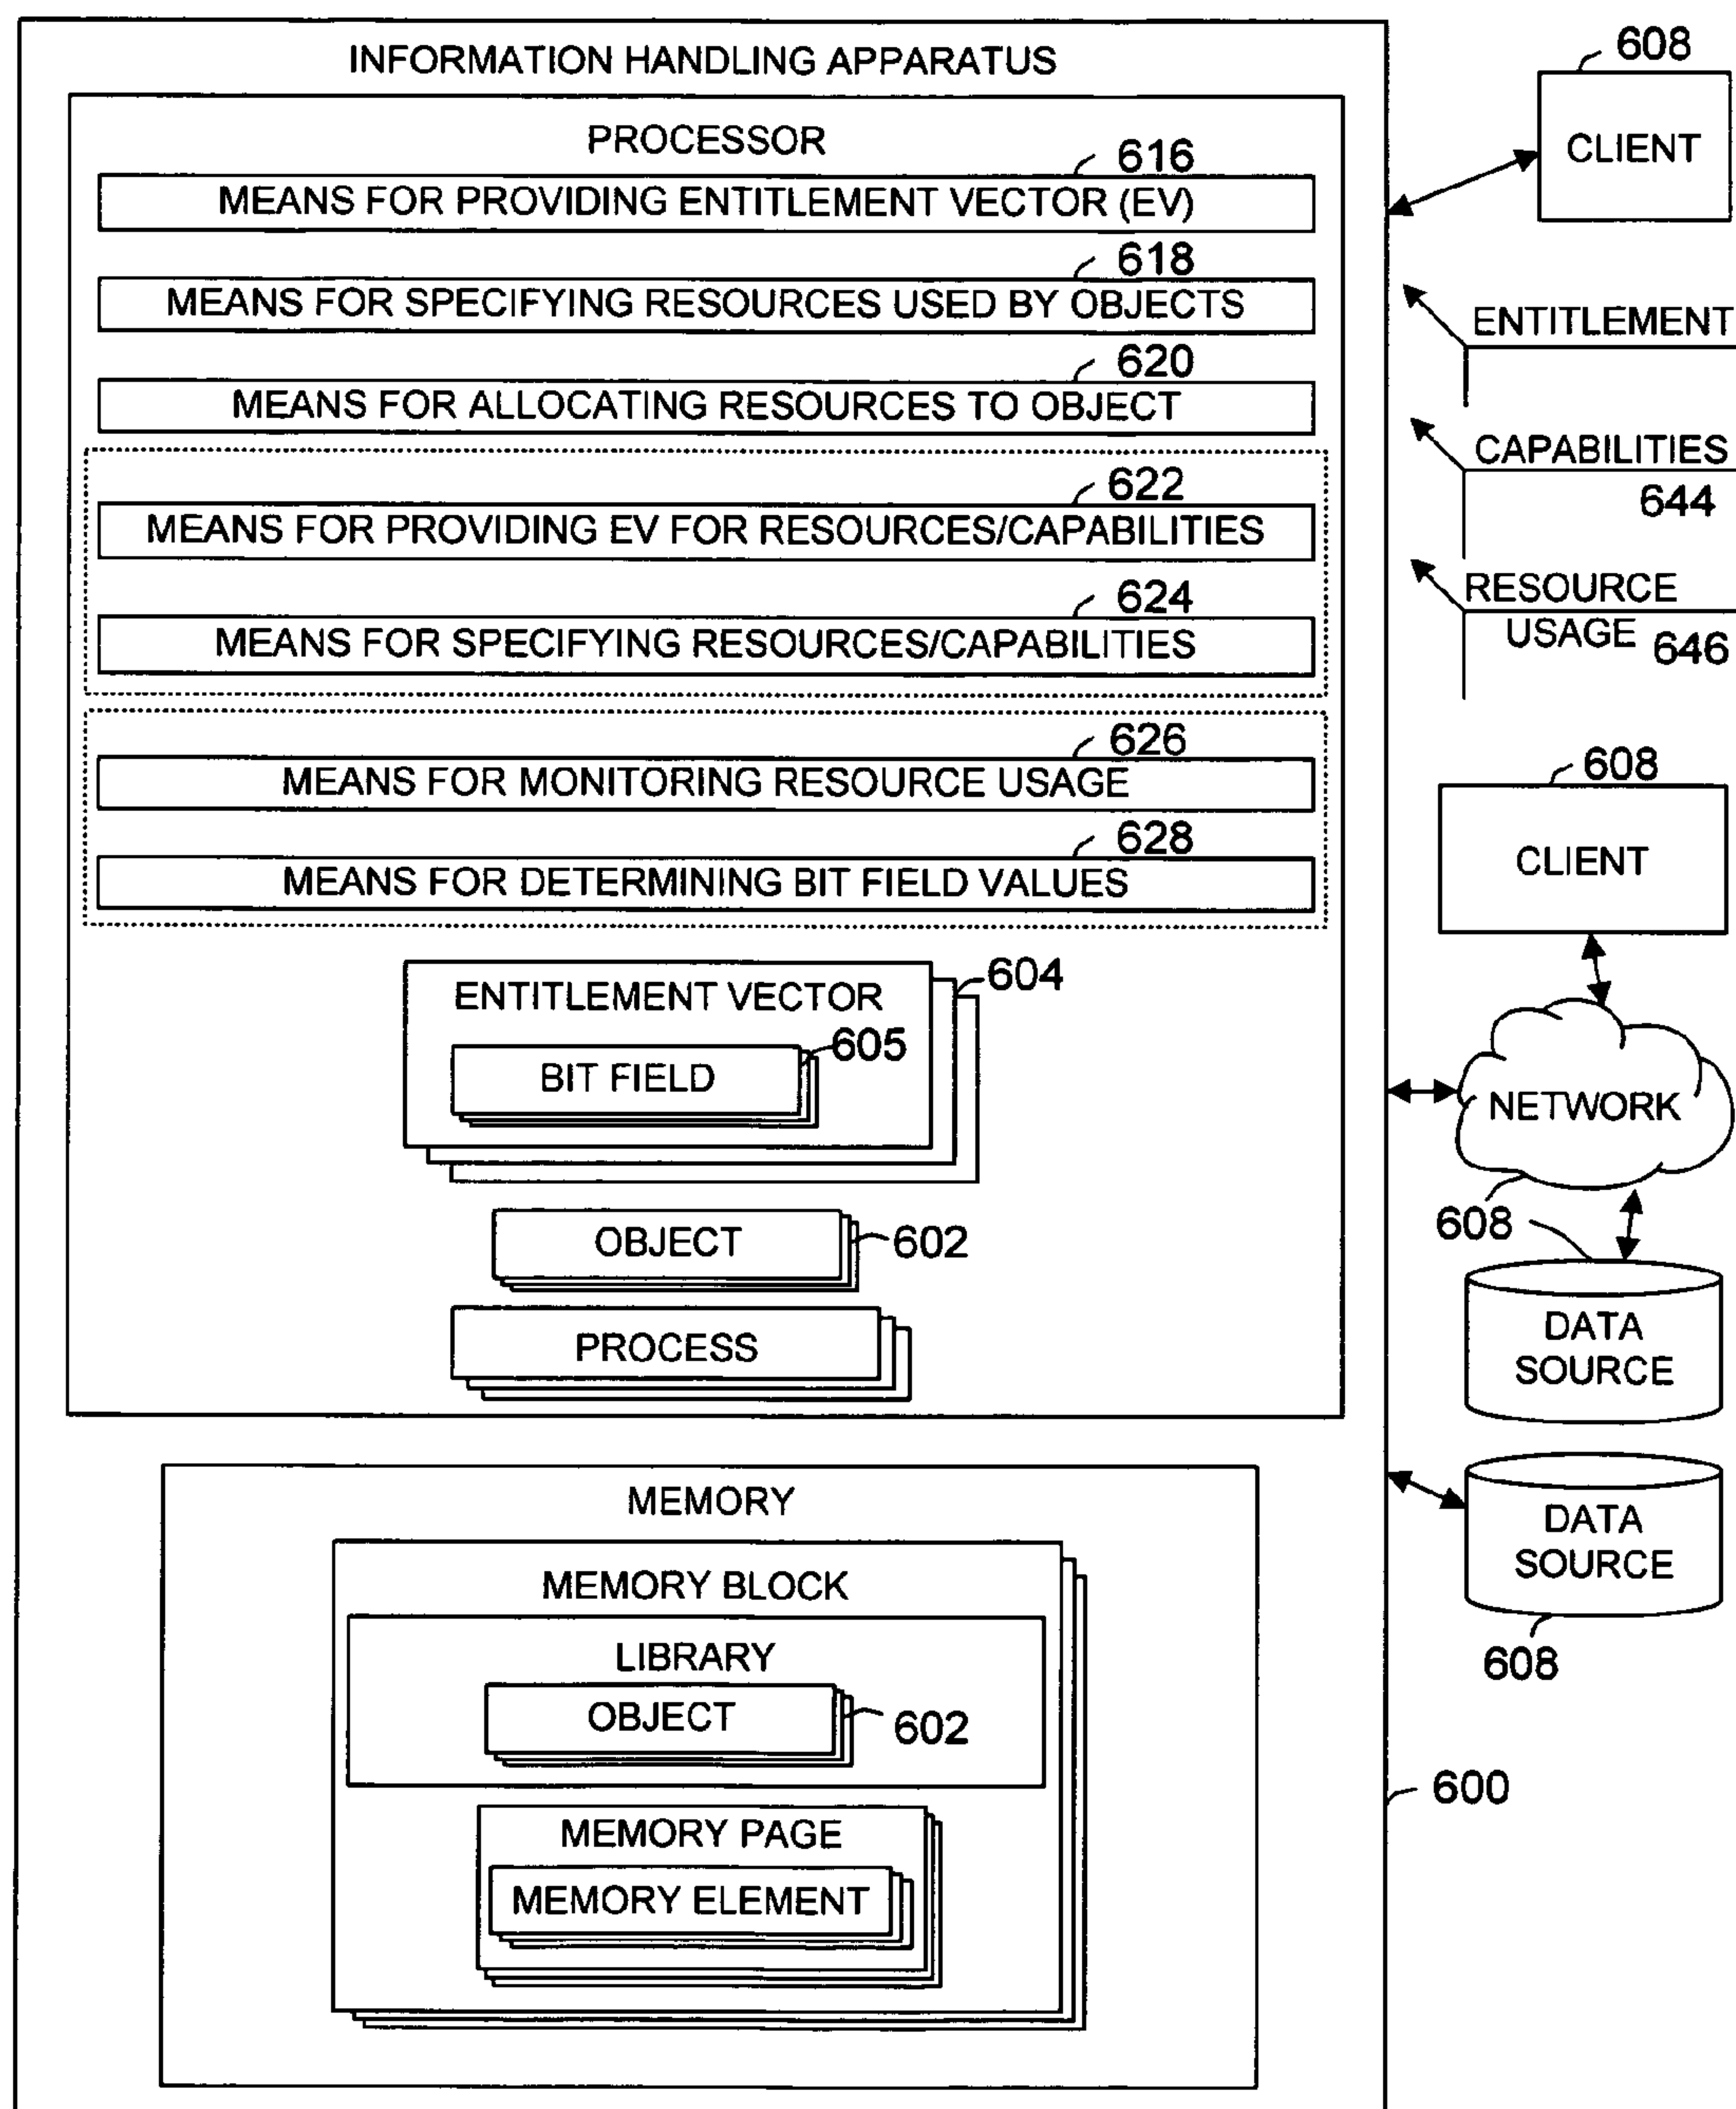 INFORMATION HANDLING APPARATUS
PROCESSOR
616
MEANS FOR PROVIDING ENTITLEMENT VECTOR (EV)
618
MEANS FOR SPECIFYING RESOURCES USED BY OBJECTS
620
MEANS FOR ALLOCATING RESOURCES TO OBJECT
622
MEANS FOR PROVIDING EV FOR RESOURCES/CAPABILITIES
624
MEANS FOR SPECIFYING RESOURCES/CAPABILITIES
626
MEANS FOR MONITORING RESOURCE USAGE
628
MEANS FOR DETERMINING BIT FIELD VALUES
604
ENTITLEMENT VECTOR
605
BIT FIELD
OBJECT
602
PROCESS
MEMORY
MEMORY BLOCK
LIBRARY
OBJECT
602
MEMORY PAGE
MEMORY ELEMENT
608
CLIENT
ENTITLEMENT
CAPABILITIES
644
RESOURCE
USAGE 646
608
CLIENT
NETWORK
608
608
DATA
SOURCE
DATA
SOURCE
608
600